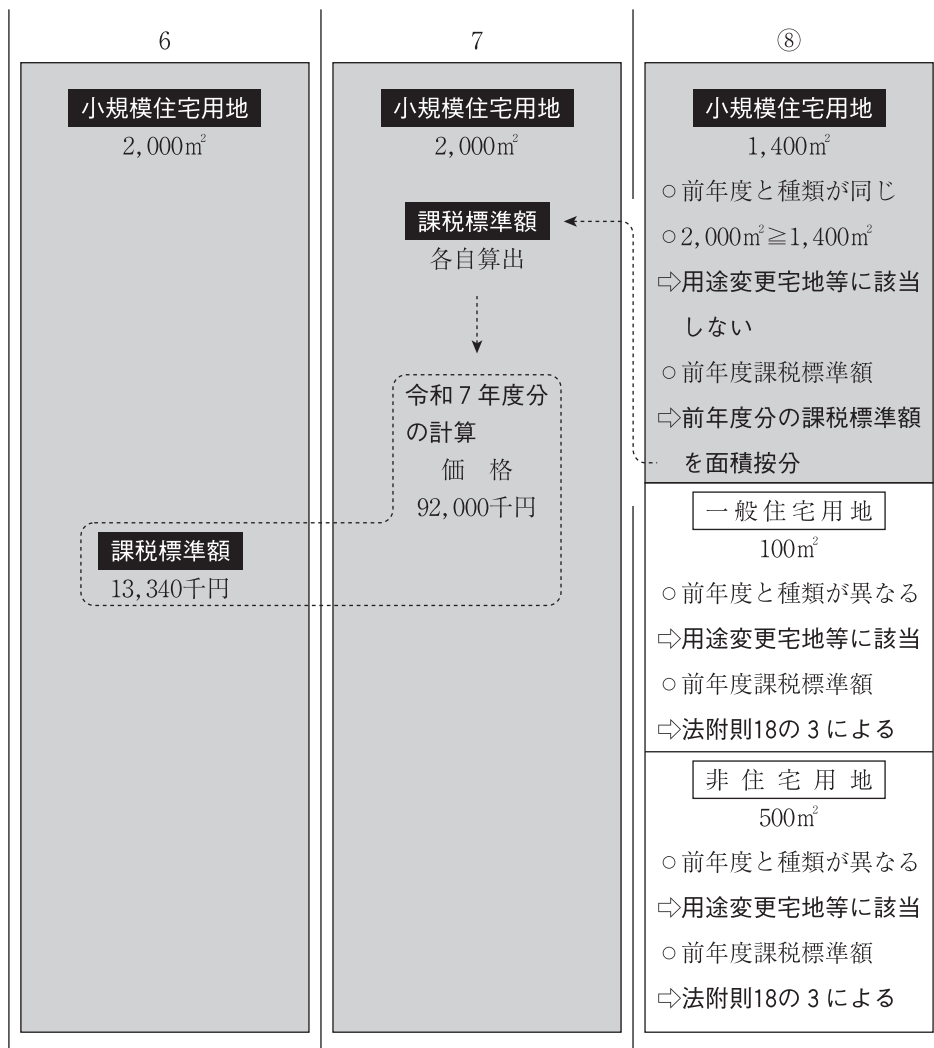 6
小規模住宅用地
2,000㎡
課税標準額
13,340千円
7
小規模住宅用地
2,000㎡
課税標準額
各自算出
令和7年度分
の計算
価 格
92,000千円
⑧
小規模住宅用地
1,400㎡
○前年度と種類が同じ
○2,000㎡≧1,400㎡
⇨用途変更宅地等に該当
しない
○前年度課税標準額
⇨前年度分の課税標準額
を面積按分
一般住宅用地
100㎡
○前年度と種類が異なる
⇨用途変更宅地等に該当
○前年度課税標準額
⇨法附則18の3による
非住宅用地
500㎡
○前年度と種類が異なる
⇨用途変更宅地等に該当
○前年度課税標準額
⇨法附則18の3による